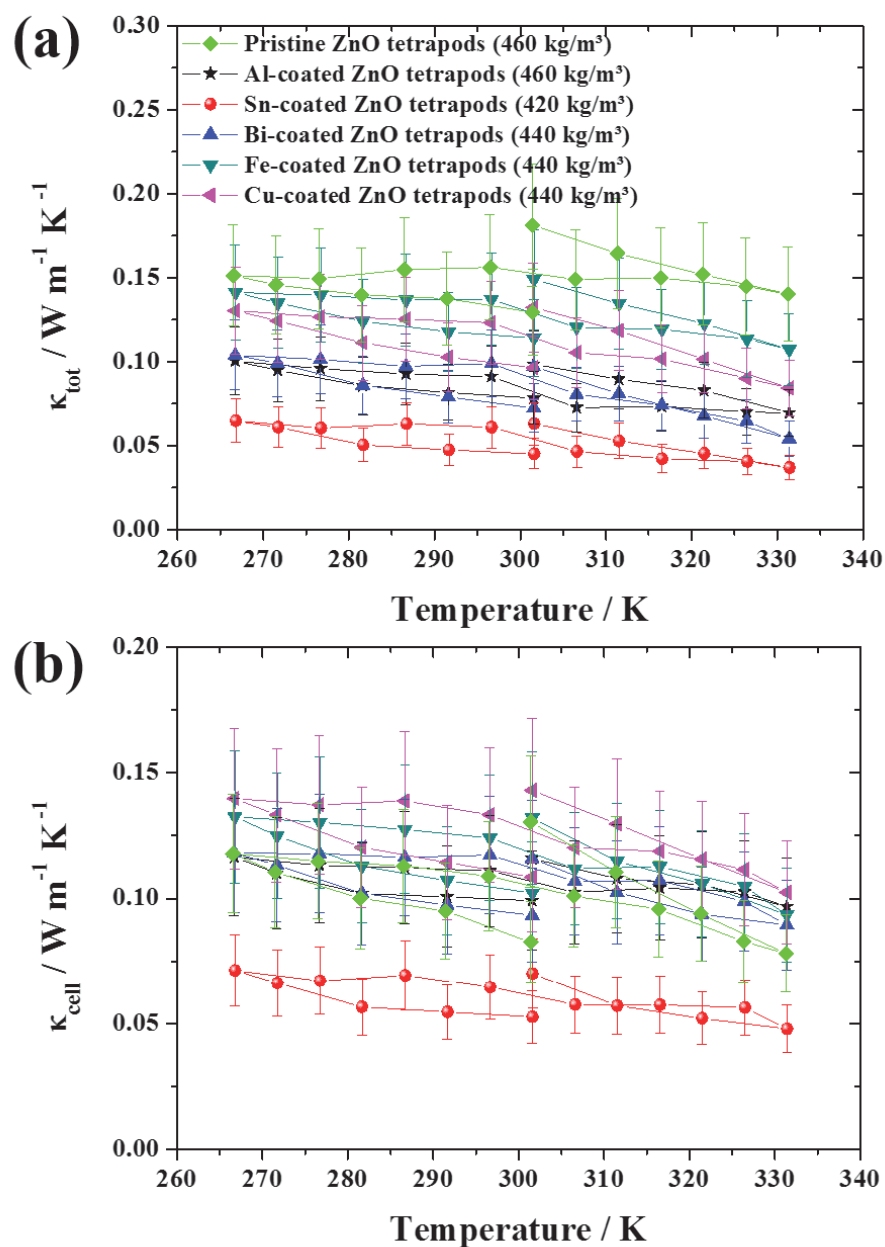 (a)
0.30
0.25
0.20
0.15
0.10
0.05
0.00
κtot / W m⁻¹ K⁻¹
Pristine ZnO tetrapods (460 kg/m³)
Al-coated ZnO tetrapods (460 kg/m³)
Sn-coated ZnO tetrapods (420 kg/m³)
Bi-coated ZnO tetrapods (440 kg/m³)
Fe-coated ZnO tetrapods (440 kg/m³)
Cu-coated ZnO tetrapods (440 kg/m³)
260 270 280 290 300 310 320 330 340
Temperature / K
(b)
0.20
0.15
0.10
0.05
0.00
κcell / W m⁻¹ K⁻¹
260 270 280 290 300 310 320 330 340
Temperature / K